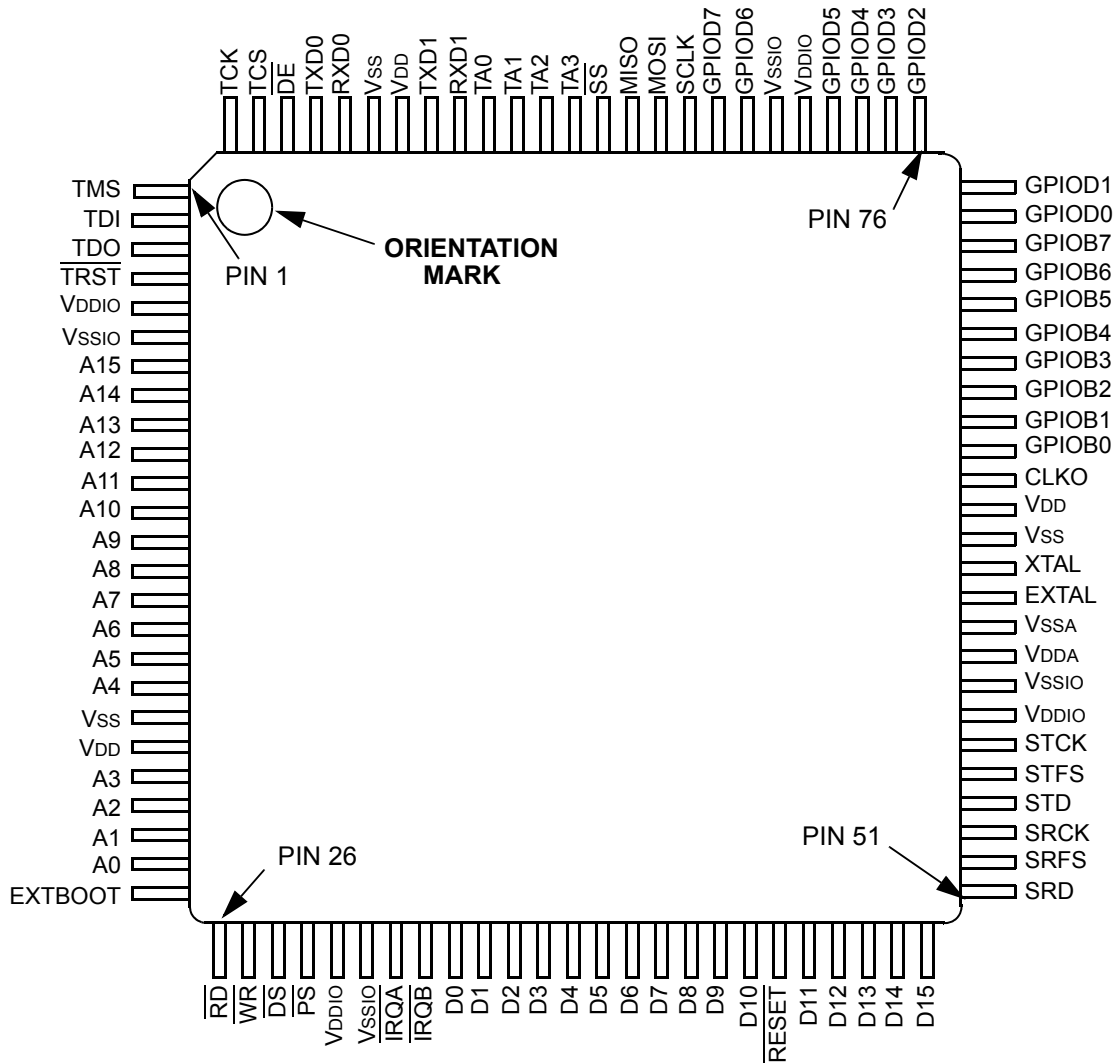 TCK
TCS
DE
TXD0
RXD0
VSS
VDD
TXD1
RXD1
TA0
TA1
TA2
TA3
SS
MISO
MOSI
SCLK
GPIOD7
GPIOD6
VSSIO
VDDIO
GPIOD5
GPIOD4
GPIOD3
GPIOD2
TMS
TDI
TDO
TRST
VDDIO
VSSIO
A15
A14
A13
A12
A11
A10
A9
A8
A7
A6
A5
A4
VSS
VDD
A3
A2
A1
A0
EXTBOOT
PIN 1
ORIENTATION
MARK
PIN 76
PIN 26
PIN 51
GPIOD1
GPIOD0
GPIOB7
GPIOB6
GPIOB5
GPIOB4
GPIOB3
GPIOB2
GPIOB1
GPIOB0
CLKO
VDD
VSS
XTAL
EXTAL
VSSA
VDDA
VSSIO
VDDIO
STCK
STFS
STD
SRCK
SRFS
SRD
RD
WR
DS
PS
VDDIO
VSSIO
IRQA
IRQB
D0
D1
D2
D3
D4
D5
D6
D7
D8
D9
D10
RESET
D11
D12
D13
D14
D15